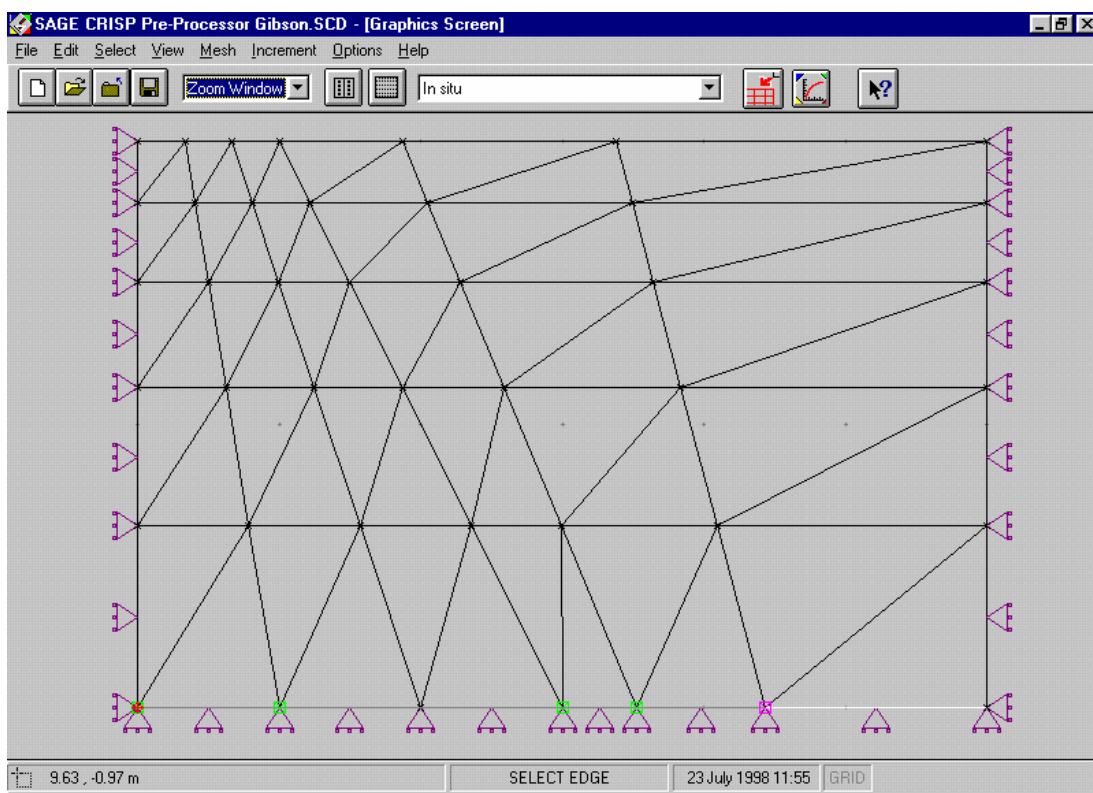 SAGE CRISP Pre-Processor Gibson.SCD - [Graphics Screen]
File Edit Select View Mesh Increment Options Help
Zoom Window In situ
9.63 , -0.97 m SELECT EDGE 23 July 1998 11:55 GRID